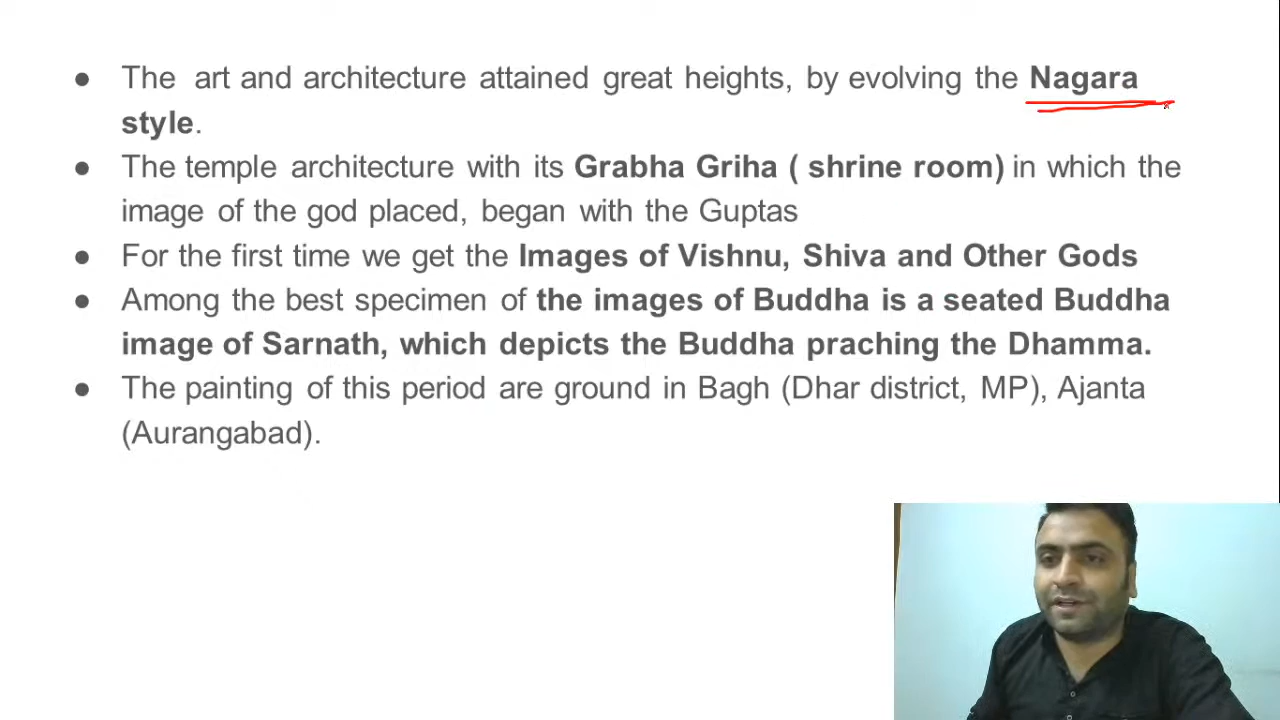 ● The art and architecture attained great heights, by evolving the Nagara
style.
● The temple architecture with its Grabha Griha ( shrine room) in which the
image of the god placed, began with the Guptas
● For the first time we get the Images of Vishnu, Shiva and Other Gods
● Among the best specimen of the images of Buddha is a seated Buddha
image of Sarnath, which depicts the Buddha praching the Dhamma.
● The painting of this period are ground in Bagh (Dhar district, MP), Ajanta
(Aurangabad).